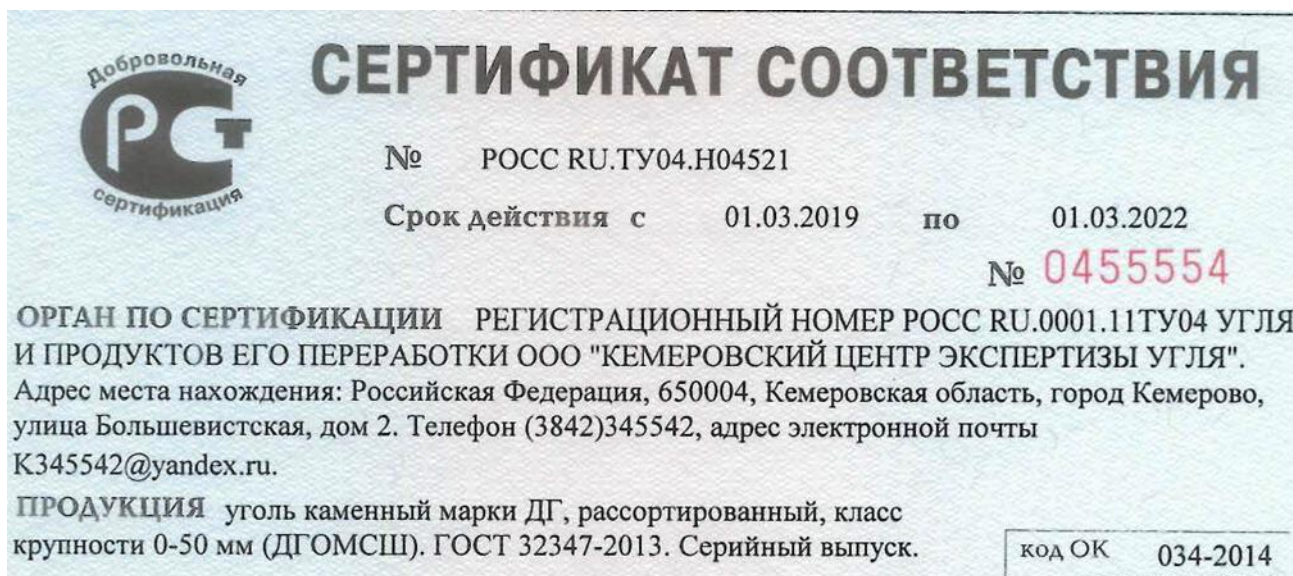 Добровольная
РСТ
сертификация
СЕРТИФИКАТ СООТВЕТСТВИЯ
№ РОСС RU.ТУ04.Н04521
Срок действия с 01.03.2019 по 01.03.2022
№ 0455554
ОРГАН ПО СЕРТИФИКАЦИИ РЕГИСТРАЦИОННЫЙ НОМЕР РОСС RU.0001.11ТУ04 УГЛЯ
И ПРОДУКТОВ ЕГО ПЕРЕРАБОТКИ ООО "КЕМЕРОВСКИЙ ЦЕНТР ЭКСПЕРТИЗЫ УГЛЯ".
Адрес места нахождения: Российская Федерация, 650004, Кемеровская область, город Кемерово,
улица Большевистская, дом 2. Телефон (3842)345542, адрес электронной почты
K345542@yandex.ru.
ПРОДУКЦИЯ уголь каменный марки ДГ, рассортированный, класс
крупности 0-50 мм (ДГОМСШ). ГОСТ 32347-2013. Серийный выпуск.
код ОК 034-2014